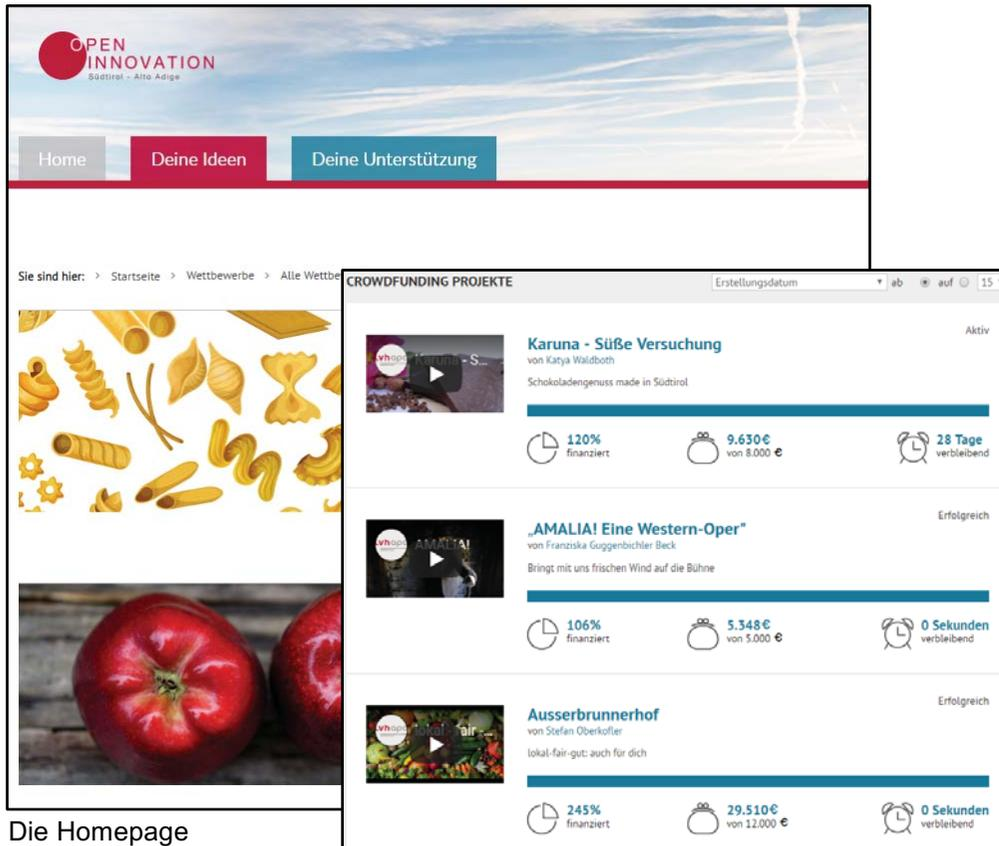 OPEN
INNOVATION
Südtirol - Alto Adige
Home
Deine Ideen
Deine Unterstützung
Sie sind hier: > Startseite > Wettbewerbe > Alle Wettbe
CROWDFUNDING PROJEKTE
Erstellungsdatum ab auf 15
Aktiv
Karuna - Süße Versuchung
von Katya Waldboth
Schokoladengenuss made in Südtirol
120%
finanziert
9.630€
von 8.000 €
28 Tage
verbleibend
Erfolgreich
„AMALIA! Eine Western-Oper"
von Franziska Guggenbichler Beck
Bringt mit uns frischen Wind auf die Bühne
106%
finanziert
5.348€
von 5.000 €
0 Sekunden
verbleibend
Erfolgreich
Ausserbrunnerhof
von Stefan Oberkofler
lokal-fair-gut: auch für dich
245%
finanziert
29.510€
von 12.000 €
0 Sekunden
verbleibend
Die Homepage